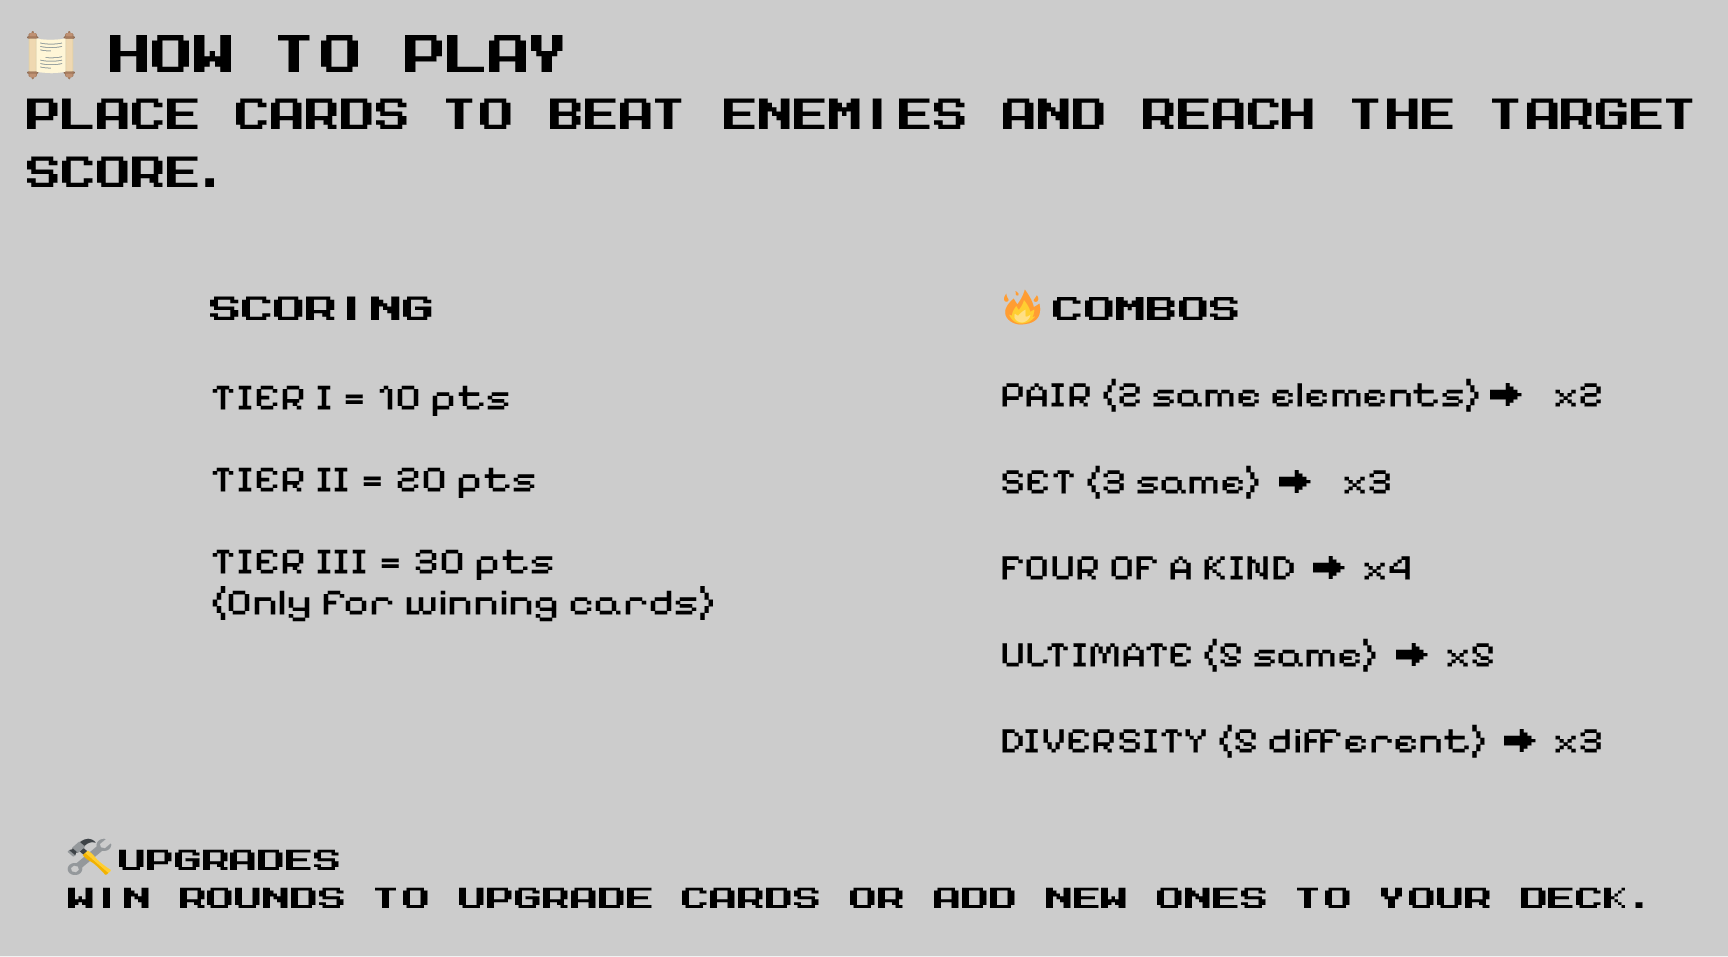 HOW TO PLAY
PLACE CARDS TO BEAT ENEMIES AND REACH THE TARGET
SCORE.
SCORING
TIER I = 10 pts
TIER II = 20 pts
TIER III = 30 pts
(Only for winning cards)
COMBOS
PAIR (2 same elements) ➡ x2
SET (3 same) ➡ x3
FOUR OF A KIND ➡ x4
ULTIMATE (5 same) ➡ x5
DIVERSITY (5 different) ➡ x3
UPGRADES
WIN ROUNDS TO UPGRADE CARDS OR ADD NEW ONES TO YOUR DECK.